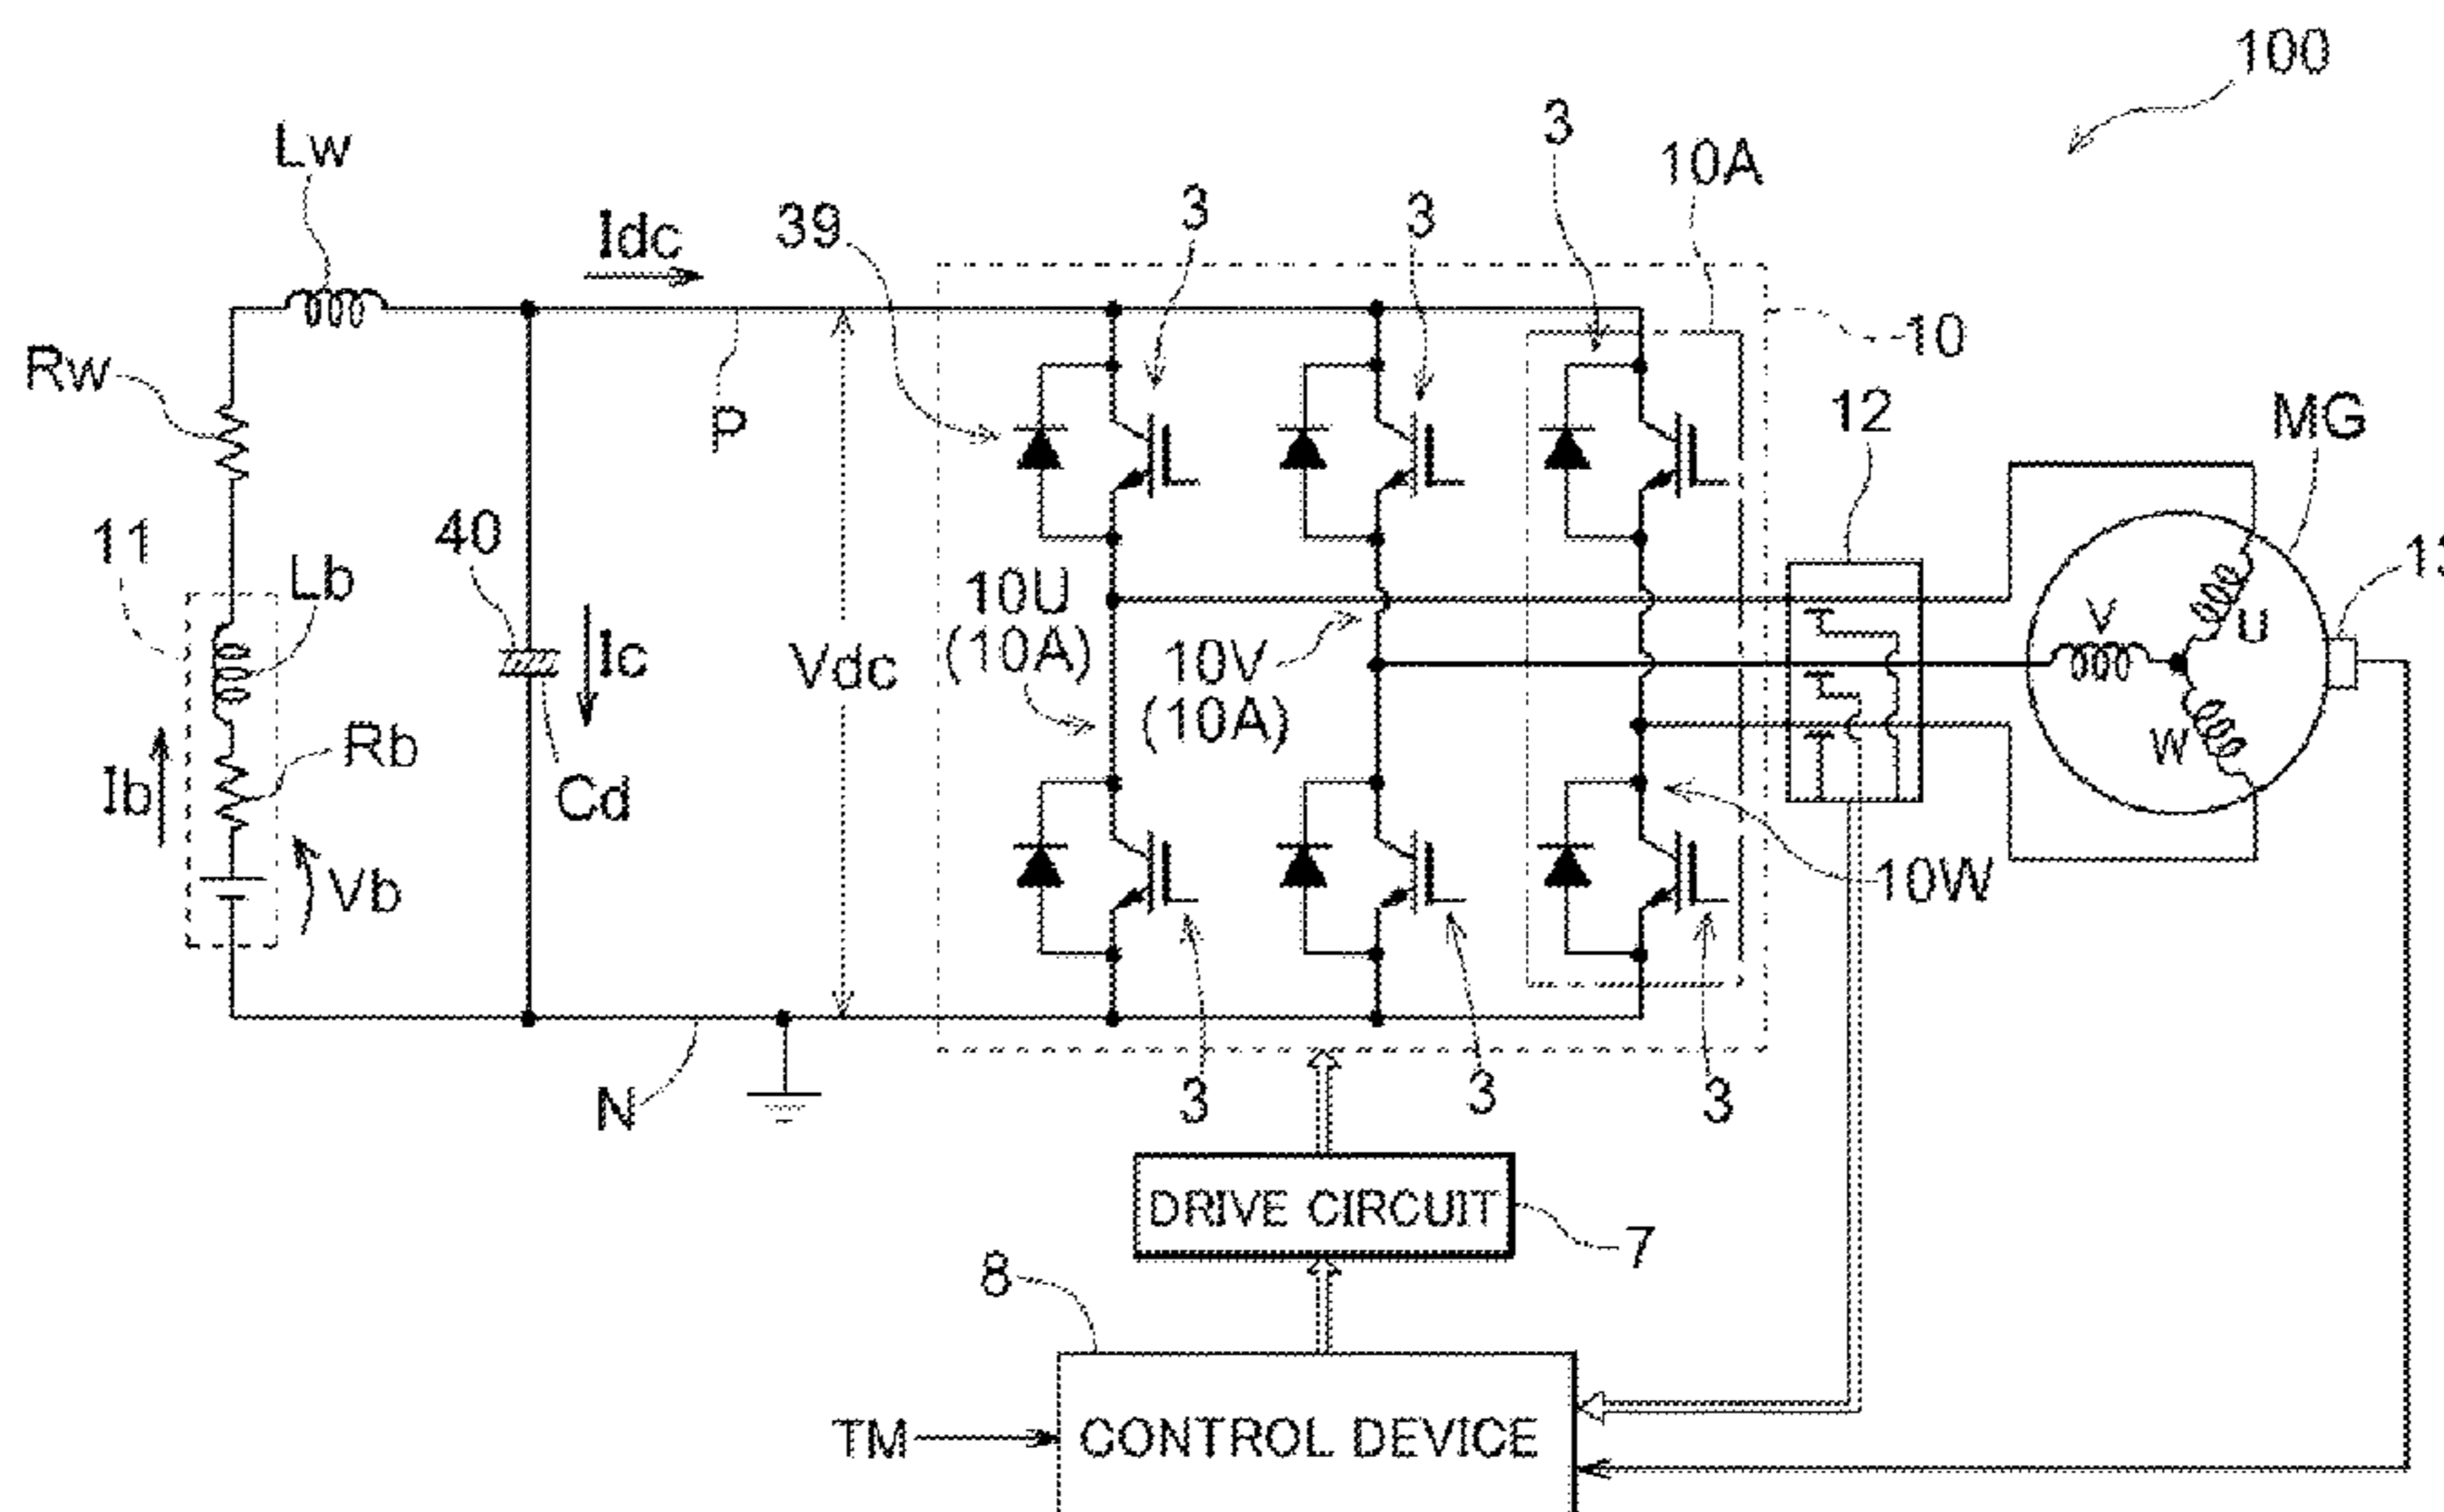 100
Lw
3
10A
Idc
39
3
3
10
Rw
P
12
MG
11
40
Lb
10U
(10A)
Ic
Vdc
10V
(10A)
V
U
W
Rb
Ib
Cd
Vb
10W
N
3
3
3
DRIVE CIRCUIT
7
8
TM
CONTROL DEVICE